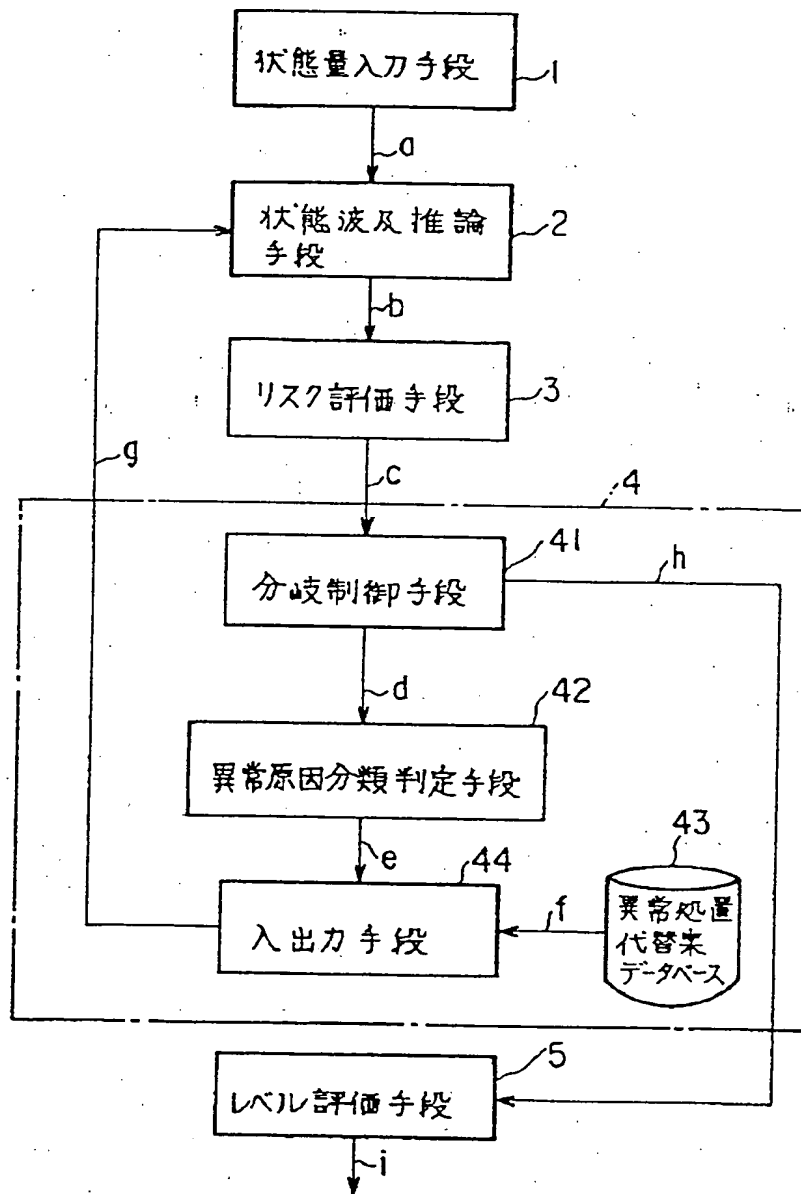 状態量入力手段
1
a
状態波及推論
手段
2
b
リスク評価手段
3
g
c
4
分岐制御手段
41
h
d
42
異常原因分類判定手段
e
44
43
入出力手段
f
異常処置
代替案
データベース
5
レベル評価手段
i